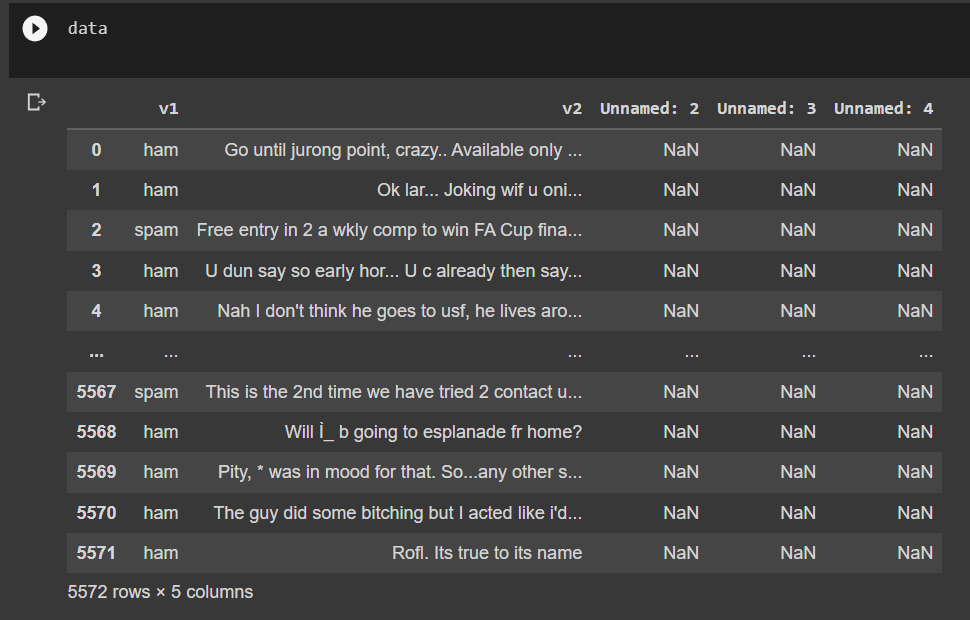 data
v1 v2 Unnamed: 2 Unnamed: 3 Unnamed: 4
0 ham Go until jurong point, crazy.. Available only ... NaN NaN NaN
1 ham Ok lar... Joking wif u oni... NaN NaN NaN
2 spam Free entry in 2 a wkly comp to win FA Cup fina... NaN NaN NaN
3 ham U dun say so early hor... U c already then say... NaN NaN NaN
4 ham Nah I don't think he goes to usf, he lives aro... NaN NaN NaN
... ... ... ... ... ...
5567 spam This is the 2nd time we have tried 2 contact u... NaN NaN NaN
5568 ham Will İ_ b going to esplanade fr home? NaN NaN NaN
5569 ham Pity, * was in mood for that. So...any other s... NaN NaN NaN
5570 ham The guy did some bitching but I acted like i'd... NaN NaN NaN
5571 ham Rofl. Its true to its name NaN NaN NaN
5572 rows × 5 columns